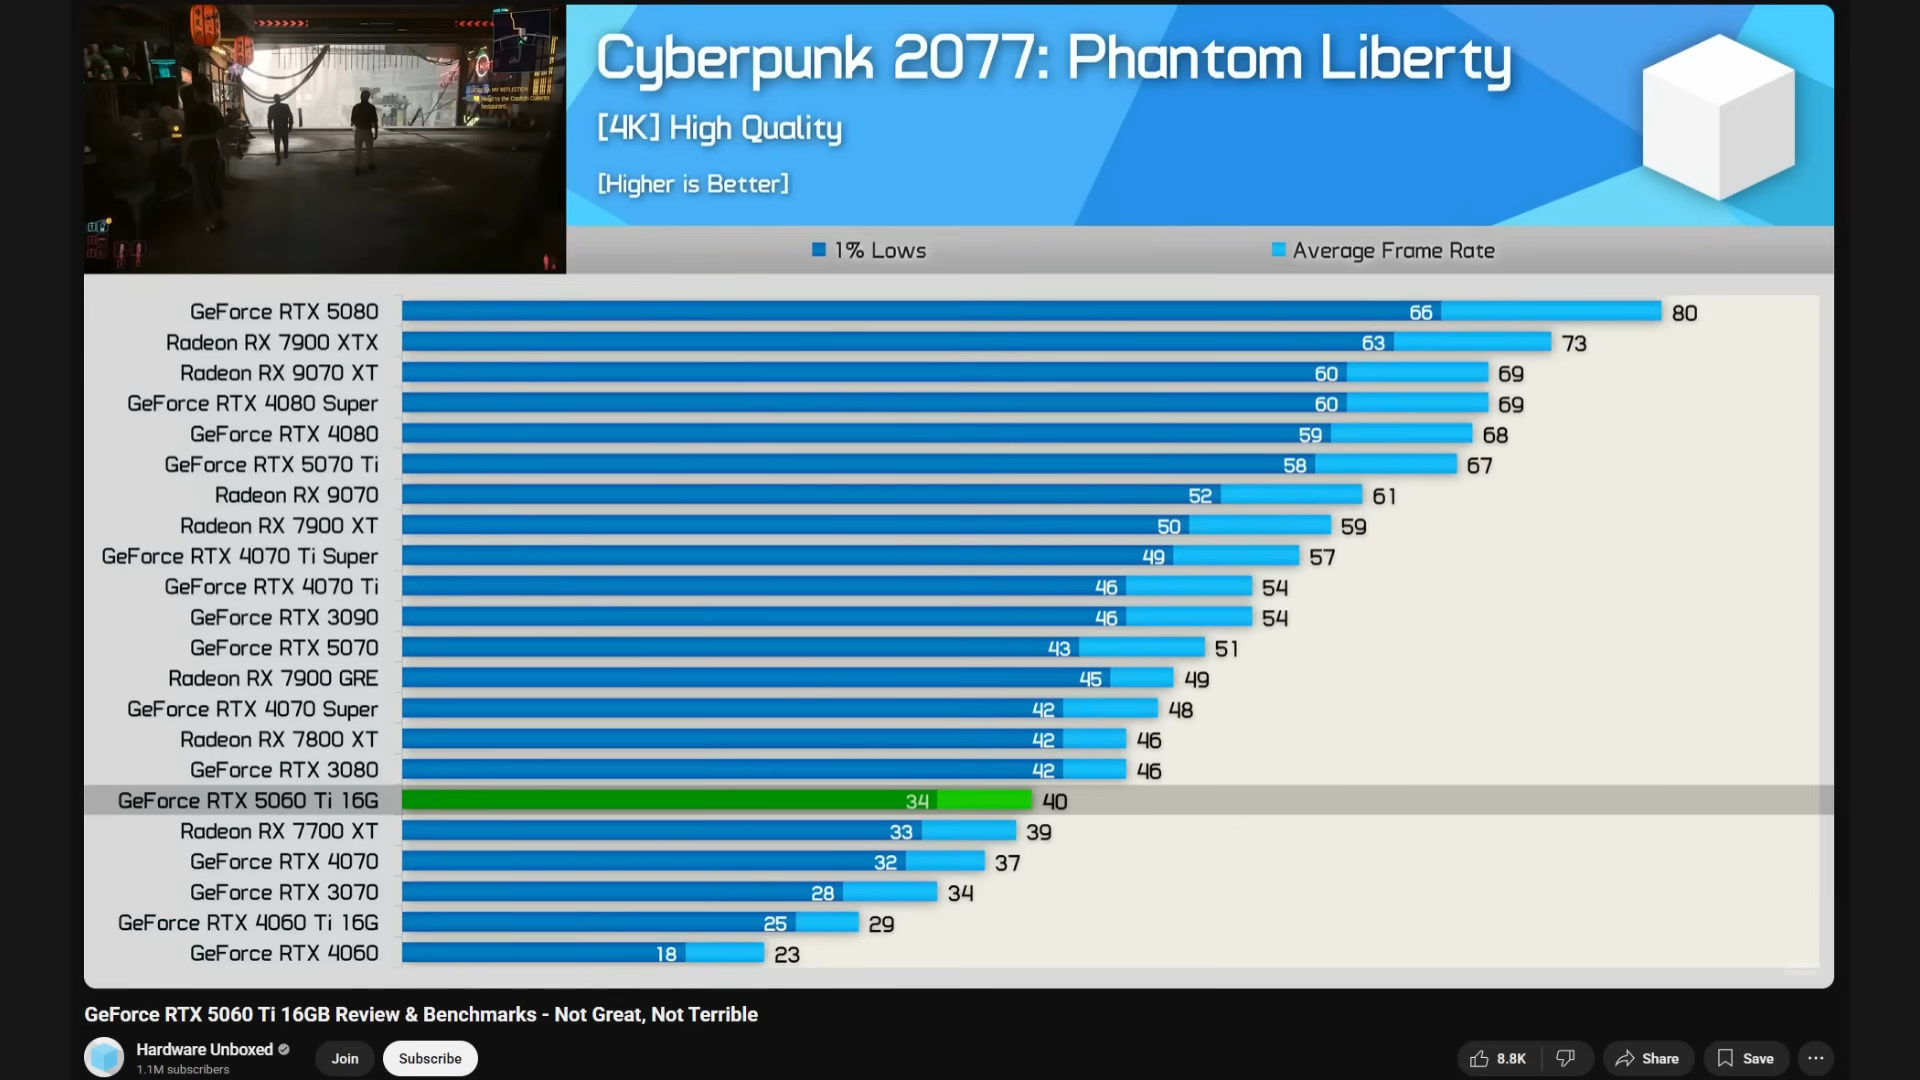 Cyberpunk 2077: Phantom Liberty
[4K] High Quality
[Higher is Better]
1% Lows
Average Frame Rate
GeForce RTX 5080 66 80
Radeon RX 7900 XTX 63 73
Radeon RX 9070 XT 60 69
GeForce RTX 4080 Super 60 69
GeForce RTX 4080 59 68
GeForce RTX 5070 Ti 58 67
Radeon RX 9070 52 61
Radeon RX 7900 XT 50 59
GeForce RTX 4070 Ti Super 49 57
GeForce RTX 4070 Ti 46 54
GeForce RTX 3090 46 54
GeForce RTX 5070 43 51
Radeon RX 7900 GRE 45 49
GeForce RTX 4070 Super 42 48
Radeon RX 7800 XT 42 46
GeForce RTX 3080 42 46
GeForce RTX 5060 Ti 16G 34 40
Radeon RX 7700 XT 33 39
GeForce RTX 4070 32 37
GeForce RTX 3070 28 34
GeForce RTX 4060 Ti 16G 25 29
GeForce RTX 4060 18 23
GeForce RTX 5060 Ti 16GB Review & Benchmarks - Not Great, Not Terrible
Hardware Unboxed
1.1M subscribers
Join
Subscribe
8.8K
Share
Save